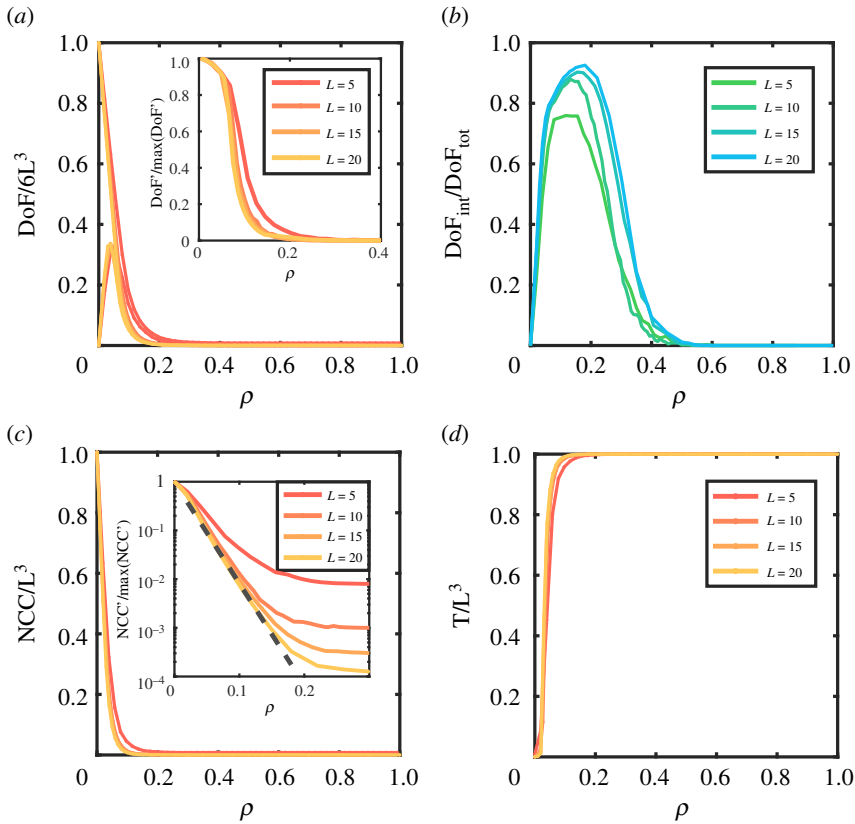 (a)
1.0
0.8
0.6
0.4
0.2
0
0.2
0.4
0.6
0.8
1.0
DoF/6L³
ρ
1.0
0.8
0.6
0.4
0.2
0
0
0.2
0.4
DoF'/max(DoF')
ρ
L = 5
L = 10
L = 15
L = 20
(b)
1.0
0.8
0.6
0.4
0.2
0
0.2
0.4
0.6
0.8
1.0
DoF_int/DoF_tot
ρ
L = 5
L = 10
L = 15
L = 20
(c)
1.0
0.8
0.6
0.4
0.2
0
0.2
0.4
0.6
0.8
1.0
NCC/L³
ρ
1
10⁻¹
10⁻²
10⁻³
10⁻⁴
0
0.1
0.2
NCC'/max(NCC')
ρ
L = 5
L = 10
L = 15
L = 20
(d)
1.0
0.8
0.6
0.4
0.2
0
0.2
0.4
0.6
0.8
1.0
T/L³
ρ
L = 5
L = 10
L = 15
L = 20